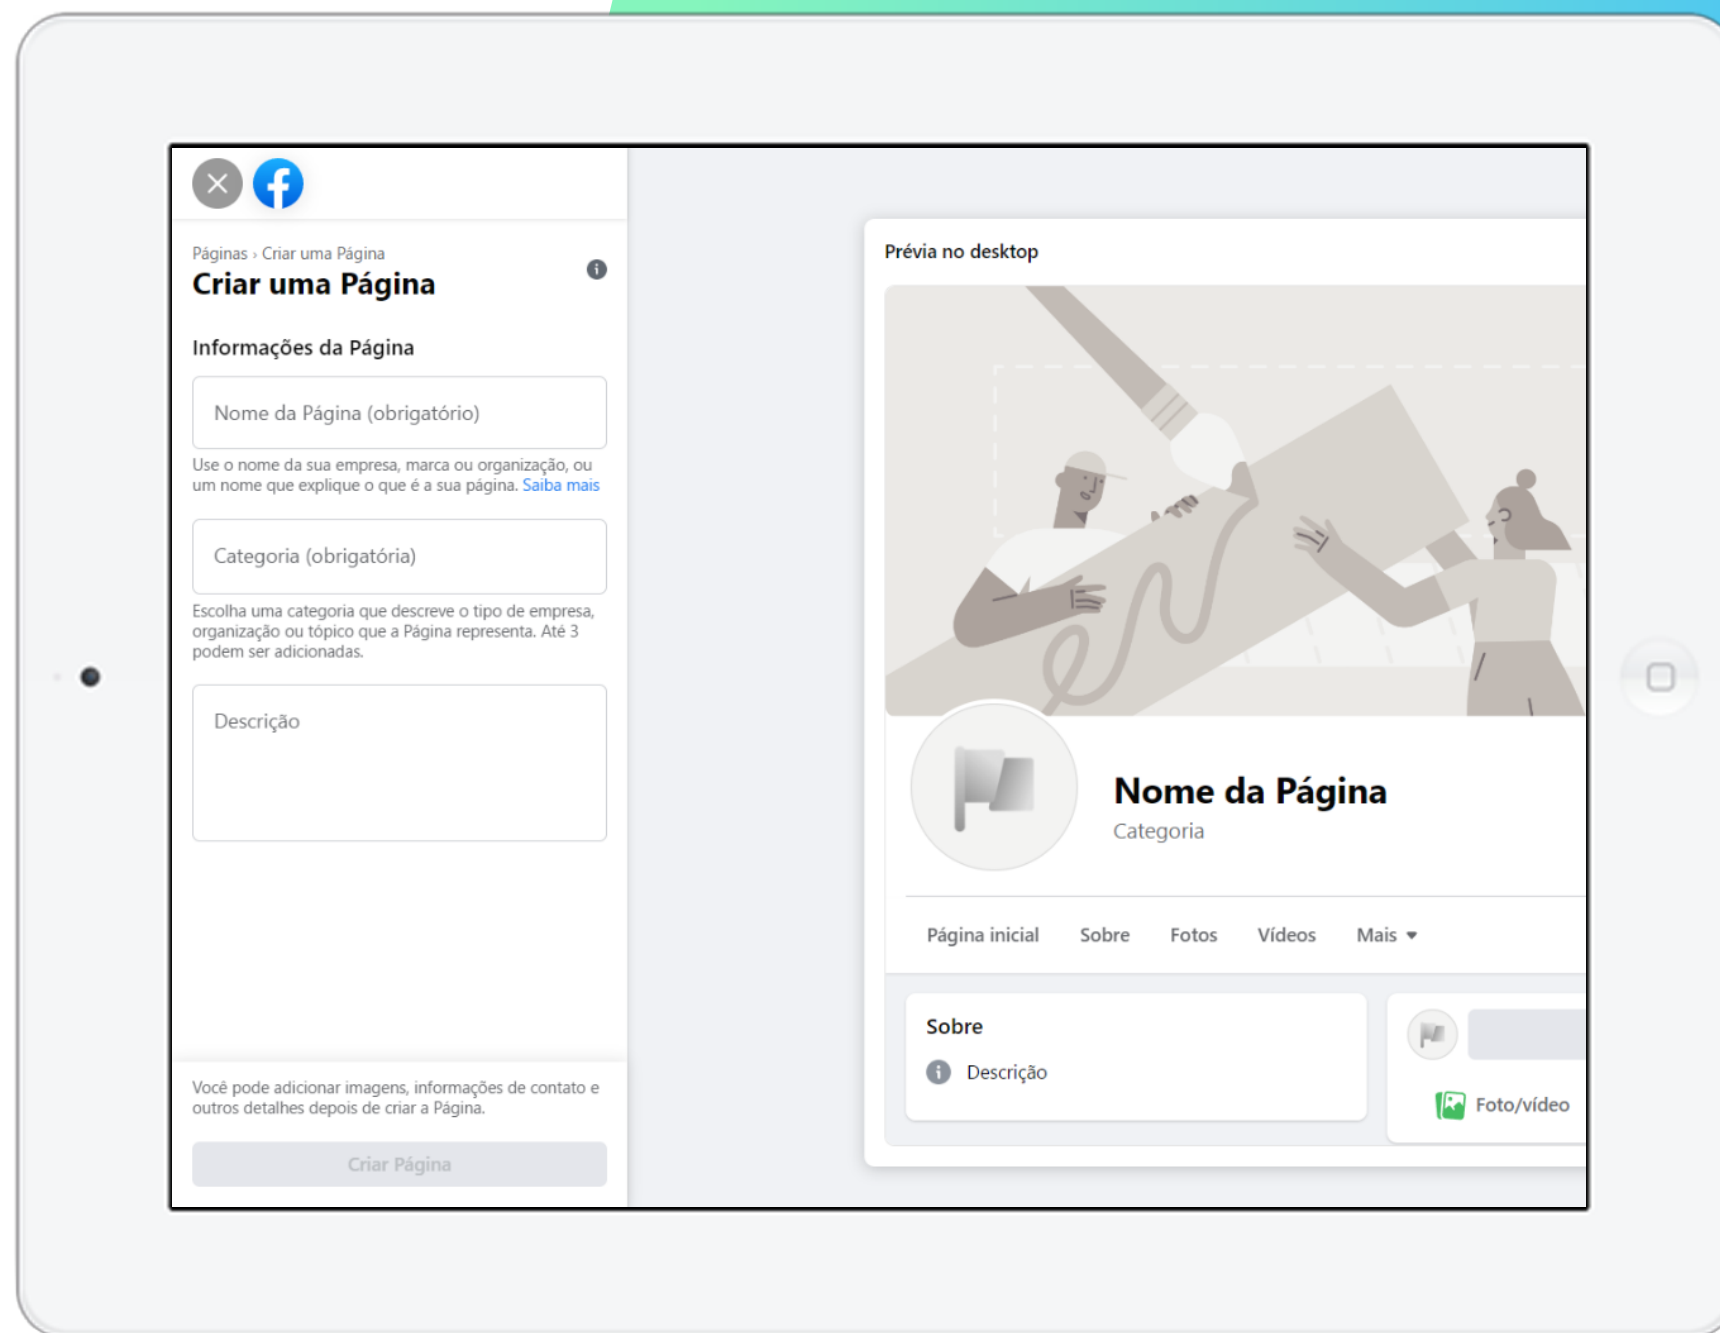 Páginas › Criar uma Página
Criar uma Página
Informações da Página
Nome da Página (obrigatório)
Use o nome da sua empresa, marca ou organização, ou
um nome que explique o que é a sua página. Saiba mais
Categoria (obrigatória)
Escolha uma categoria que descreve o tipo de empresa,
organização ou tópico que a Página representa. Até 3
podem ser adicionadas.
Descrição
Você pode adicionar imagens, informações de contato e
outros detalhes depois de criar a Página.
Criar Página
Prévia no desktop
Nome da Página
Categoria
Página inicial Sobre Fotos Vídeos Mais
Sobre
Descrição
Foto/vídeo